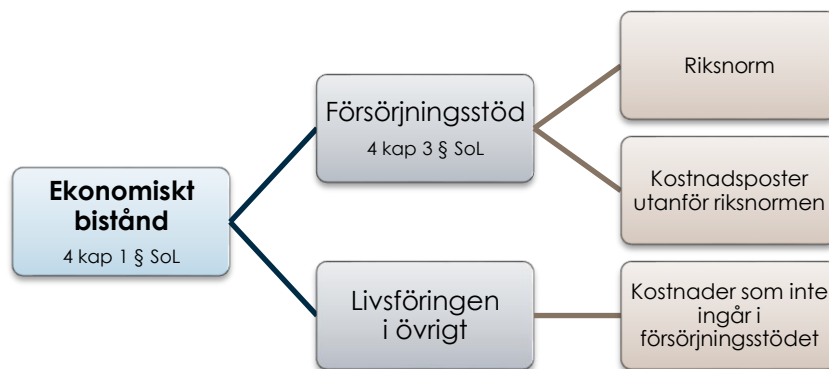 Ekonomiskt
bistånd
4 kap 1 § SoL
Försörjningsstöd
4 kap 3 § SoL
Riksnorm
Kostnadsposter
utanför riksnormen
Livsföringen
i övrigt
Kostnader som inte
ingår i
försörjningsstödet